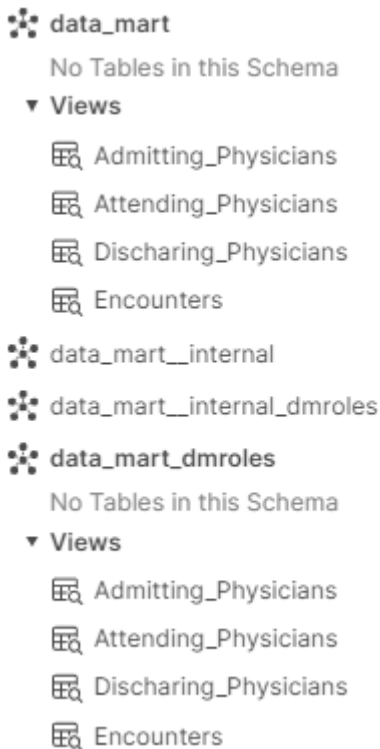 data_mart
No Tables in this Schema
Views
Admitting_Physicians
Attending_Physicians
Discharing_Physicians
Encounters
data_mart__internal
data_mart__internal_dmroles
data_mart_dmroles
No Tables in this Schema
Views
Admitting_Physicians
Attending_Physicians
Discharing_Physicians
Encounters